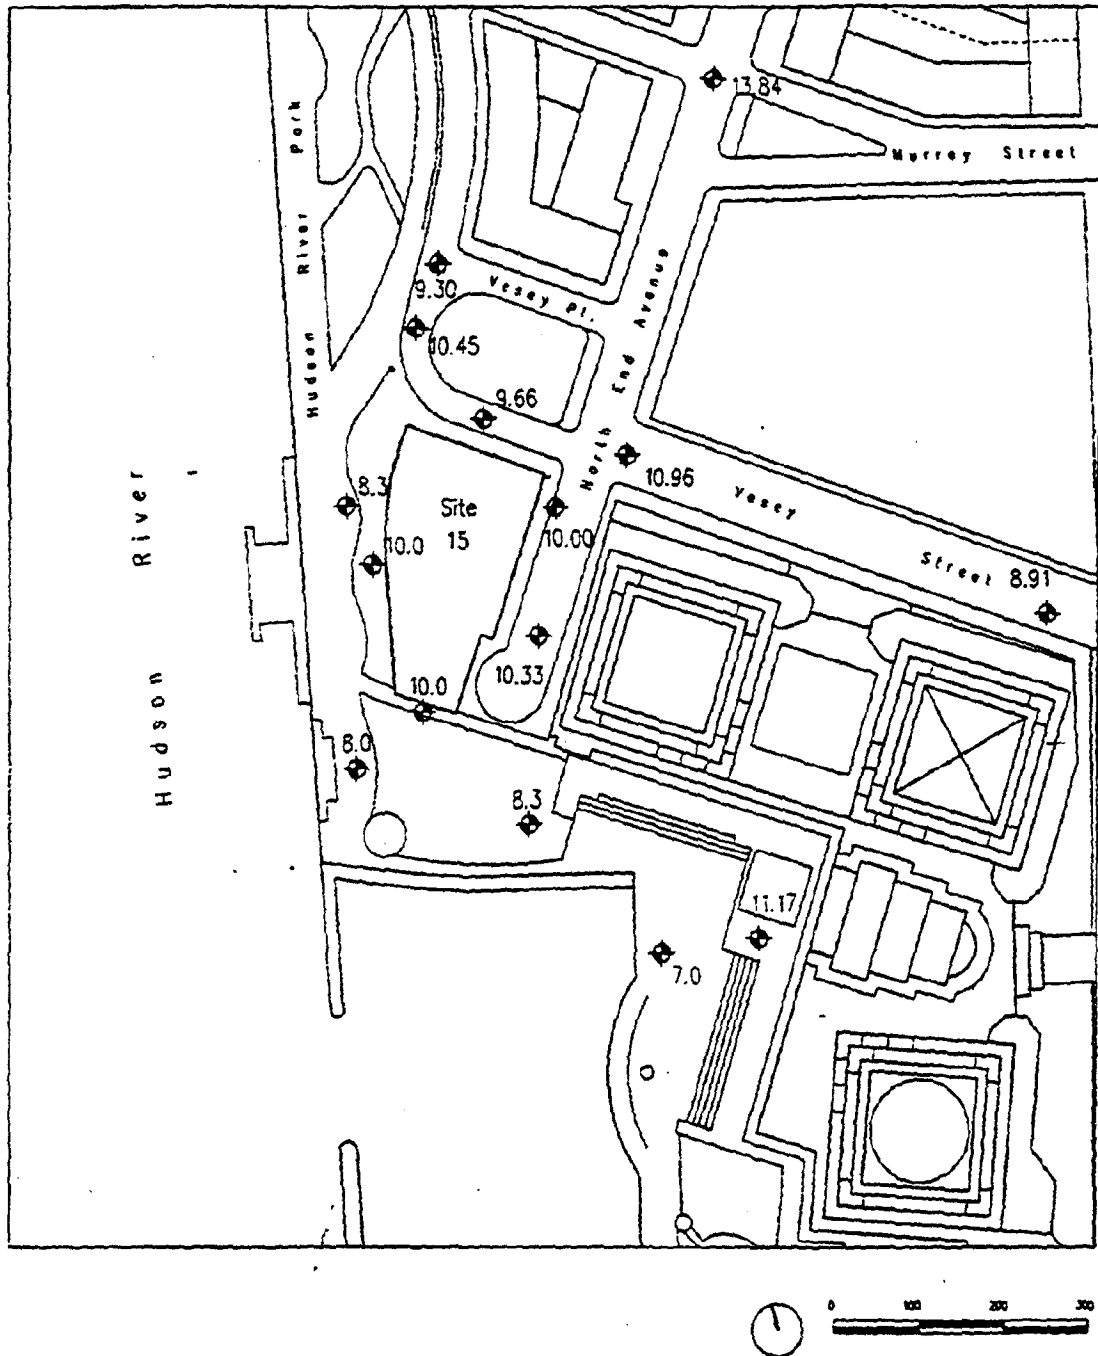 13.84
Murray Street
Hudson River Park
9.30
Vesey Pl.
10.45
North End Avenue
9.66
10.96
Vesey Street
8.91
8.3
Site
15
10.00
10.0
10.33
10.0
8.0
8.3
11.17
7.0
Hudson River
0 100 200 300